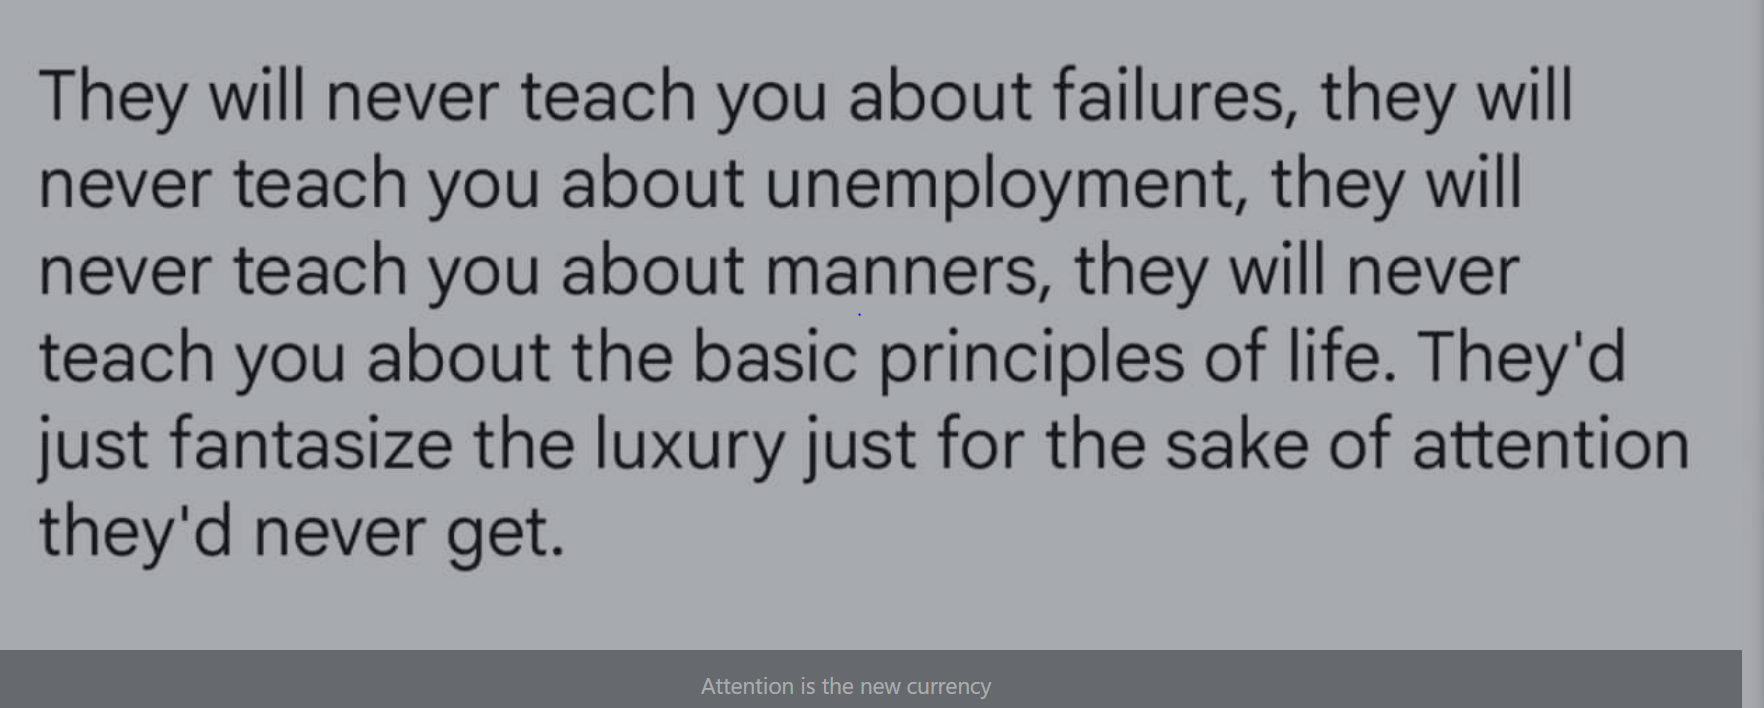 They will never teach you about failures, they will
never teach you about unemployment, they will
never teach you about manners, they will never
teach you about the basic principles of life. They'd
just fantasize the luxury just for the sake of attention
they'd never get.
Attention is the new currency